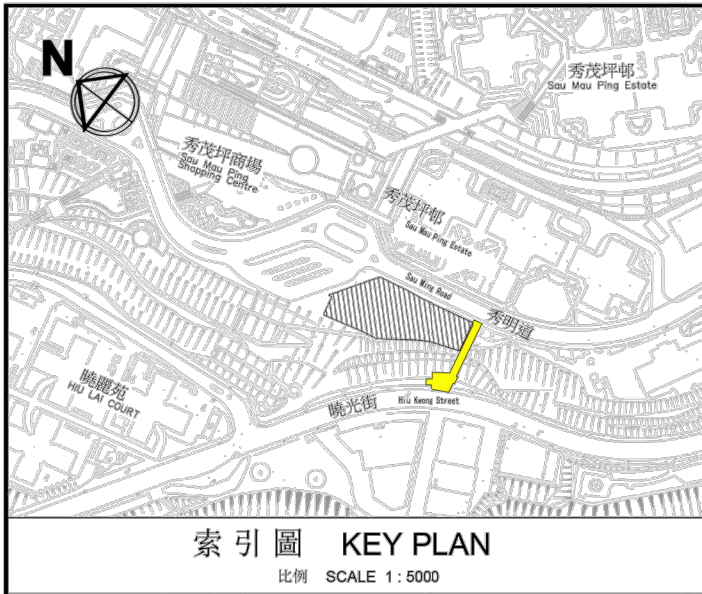 N
秀茂坪邨
Sau Mau Ping Estate
秀茂坪商場
Sau Mau Ping
Shopping Centre
秀茂坪邨
Sau Mau Ping Estate
Sau Ming Road
秀明道
曉麗苑
HIU LAI COURT
曉光街
Hiu Kwong Street
索引圖 KEY PLAN
比例 SCALE 1 : 5000